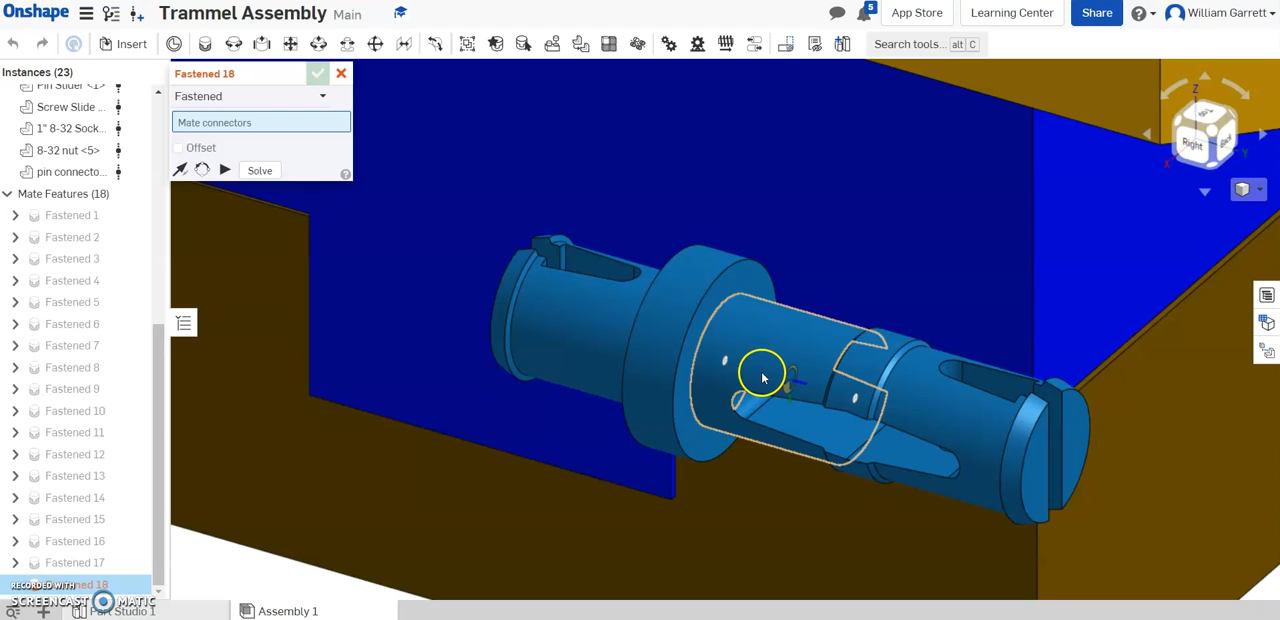 Onshape Trammel Assembly Main 5 App Store Learning Center Share William Garrett
Insert Search tools... alt C
Instances (23)
Pin Slider <1>
Screw Slide ...
1" 8-32 Sock...
8-32 nut <5>
pin connecto...
Mate Features (18)
Fastened 1
Fastened 2
Fastened 3
Fastened 4
Fastened 5
Fastened 6
Fastened 7
Fastened 8
Fastened 9
Fastened 10
Fastened 11
Fastened 12
Fastened 13
Fastened 14
Fastened 15
Fastened 16
Fastened 17
Fastened 18
Fastened 18
Fastened
Mate connectors
Offset
Solve
Z
Right
Back
X
Y
RECORDED WITH
SCREENCAST MATIC
Part Studio 1
Assembly 1